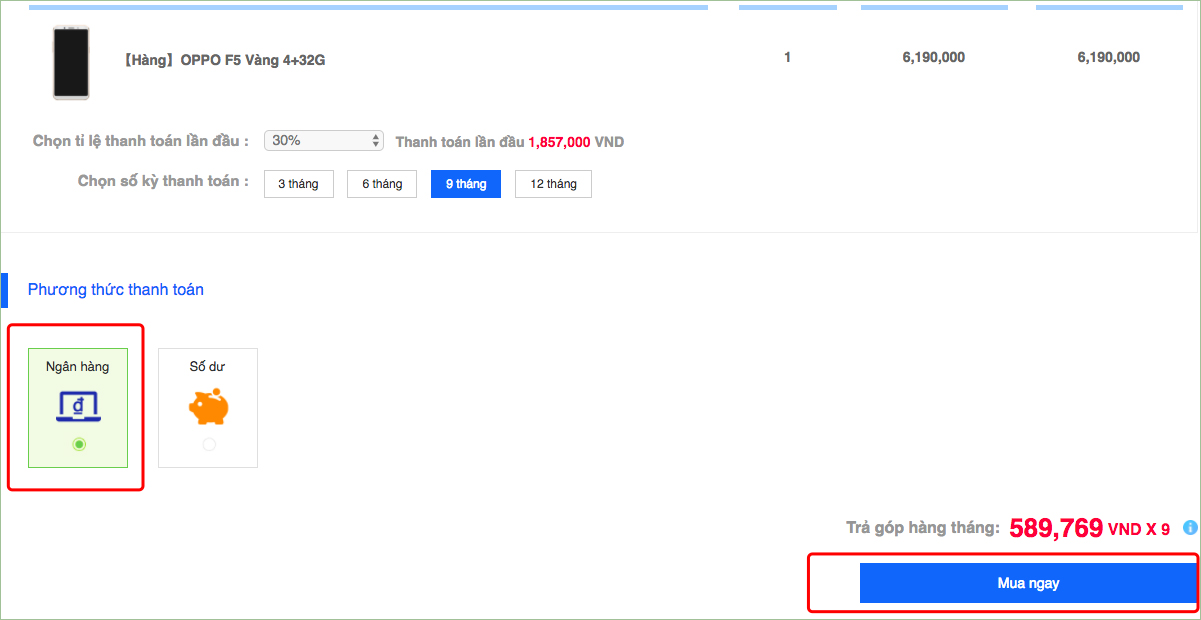 【Hàng】OPPO F5 Vàng 4+32G 1 6,190,000 6,190,000
Chọn tỉ lệ thanh toán lần đầu : 30% Thanh toán lần đầu 1,857,000 VND
Chọn số kỳ thanh toán : 3 tháng 6 tháng 9 tháng 12 tháng
Phương thức thanh toán
Ngân hàng Số dư
đ
Trả góp hàng tháng: 589,769 VND X 9
Mua ngay